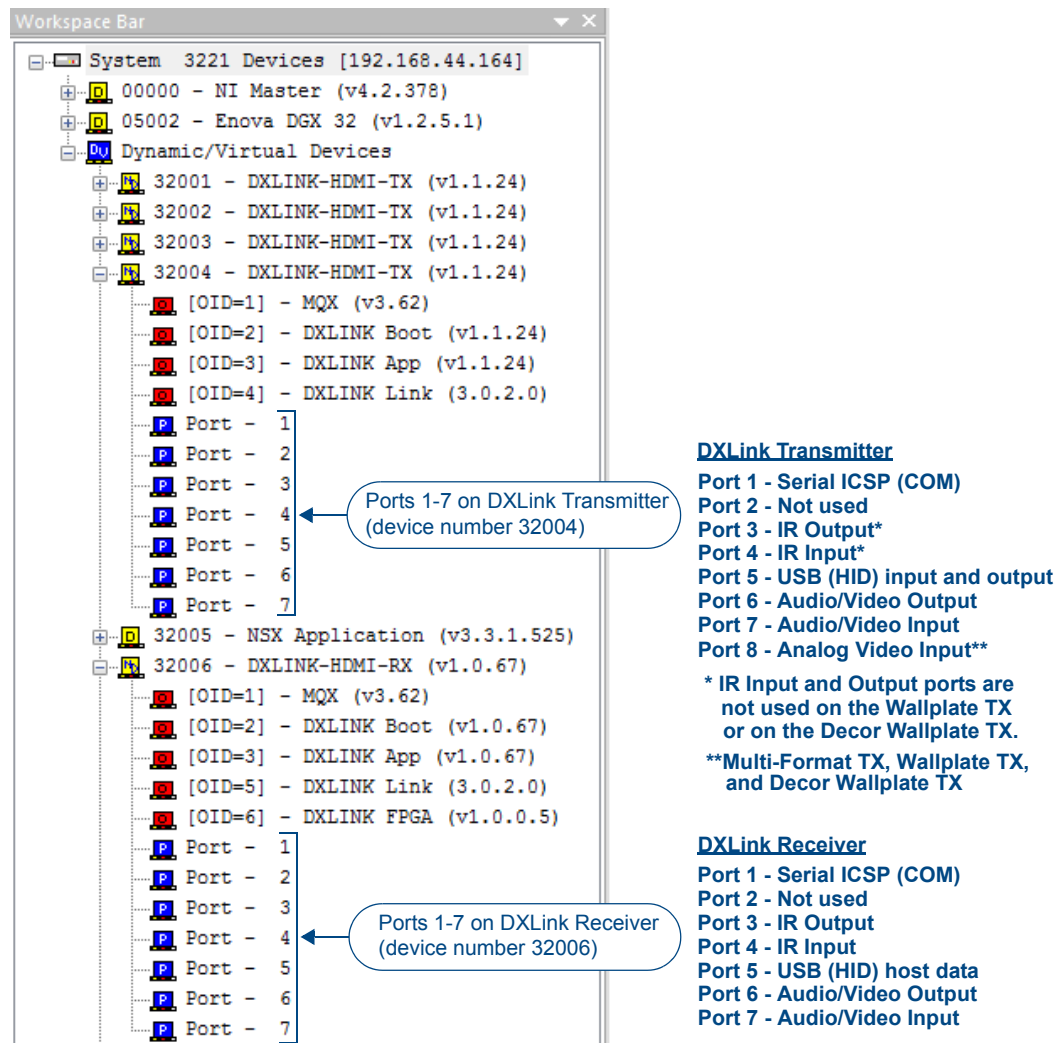 Workspace Bar
System 3221 Devices [192.168.44.164]
00000 - NI Master (v4.2.378)
05002 - Enova DGX 32 (v1.2.5.1)
Dynamic/Virtual Devices
32001 - DXLINK-HDMI-TX (v1.1.24)
32002 - DXLINK-HDMI-TX (v1.1.24)
32003 - DXLINK-HDMI-TX (v1.1.24)
32004 - DXLINK-HDMI-TX (v1.1.24)
[OID=1] - MQX (v3.62)
[OID=2] - DXLINK Boot (v1.1.24)
[OID=3] - DXLINK App (v1.1.24)
[OID=4] - DXLINK Link (3.0.2.0)
Port - 1
Port - 2
Port - 3
Port - 4
Port - 5
Port - 6
Port - 7
Ports 1-7 on DXLink Transmitter
(device number 32004)
DXLink Transmitter
Port 1 - Serial ICSP (COM)
Port 2 - Not used
Port 3 - IR Output*
Port 4 - IR Input*
Port 5 - USB (HID) input and output
Port 6 - Audio/Video Output
Port 7 - Audio/Video Input
Port 8 - Analog Video Input**
* IR Input and Output ports are
not used on the Wallplate TX
or on the Decor Wallplate TX.
**Multi-Format TX, Wallplate TX,
and Decor Wallplate TX
32005 - NSX Application (v3.3.1.525)
32006 - DXLINK-HDMI-RX (v1.0.67)
[OID=1] - MQX (v3.62)
[OID=2] - DXLINK Boot (v1.0.67)
[OID=3] - DXLINK App (v1.0.67)
[OID=5] - DXLINK Link (3.0.2.0)
[OID=6] - DXLINK FPGA (v1.0.0.5)
Port - 1
Port - 2
Port - 3
Port - 4
Port - 5
Port - 6
Port - 7
Ports 1-7 on DXLink Receiver
(device number 32006)
DXLink Receiver
Port 1 - Serial ICSP (COM)
Port 2 - Not used
Port 3 - IR Output
Port 4 - IR Input
Port 5 - USB (HID) host data
Port 6 - Audio/Video Output
Port 7 - Audio/Video Input